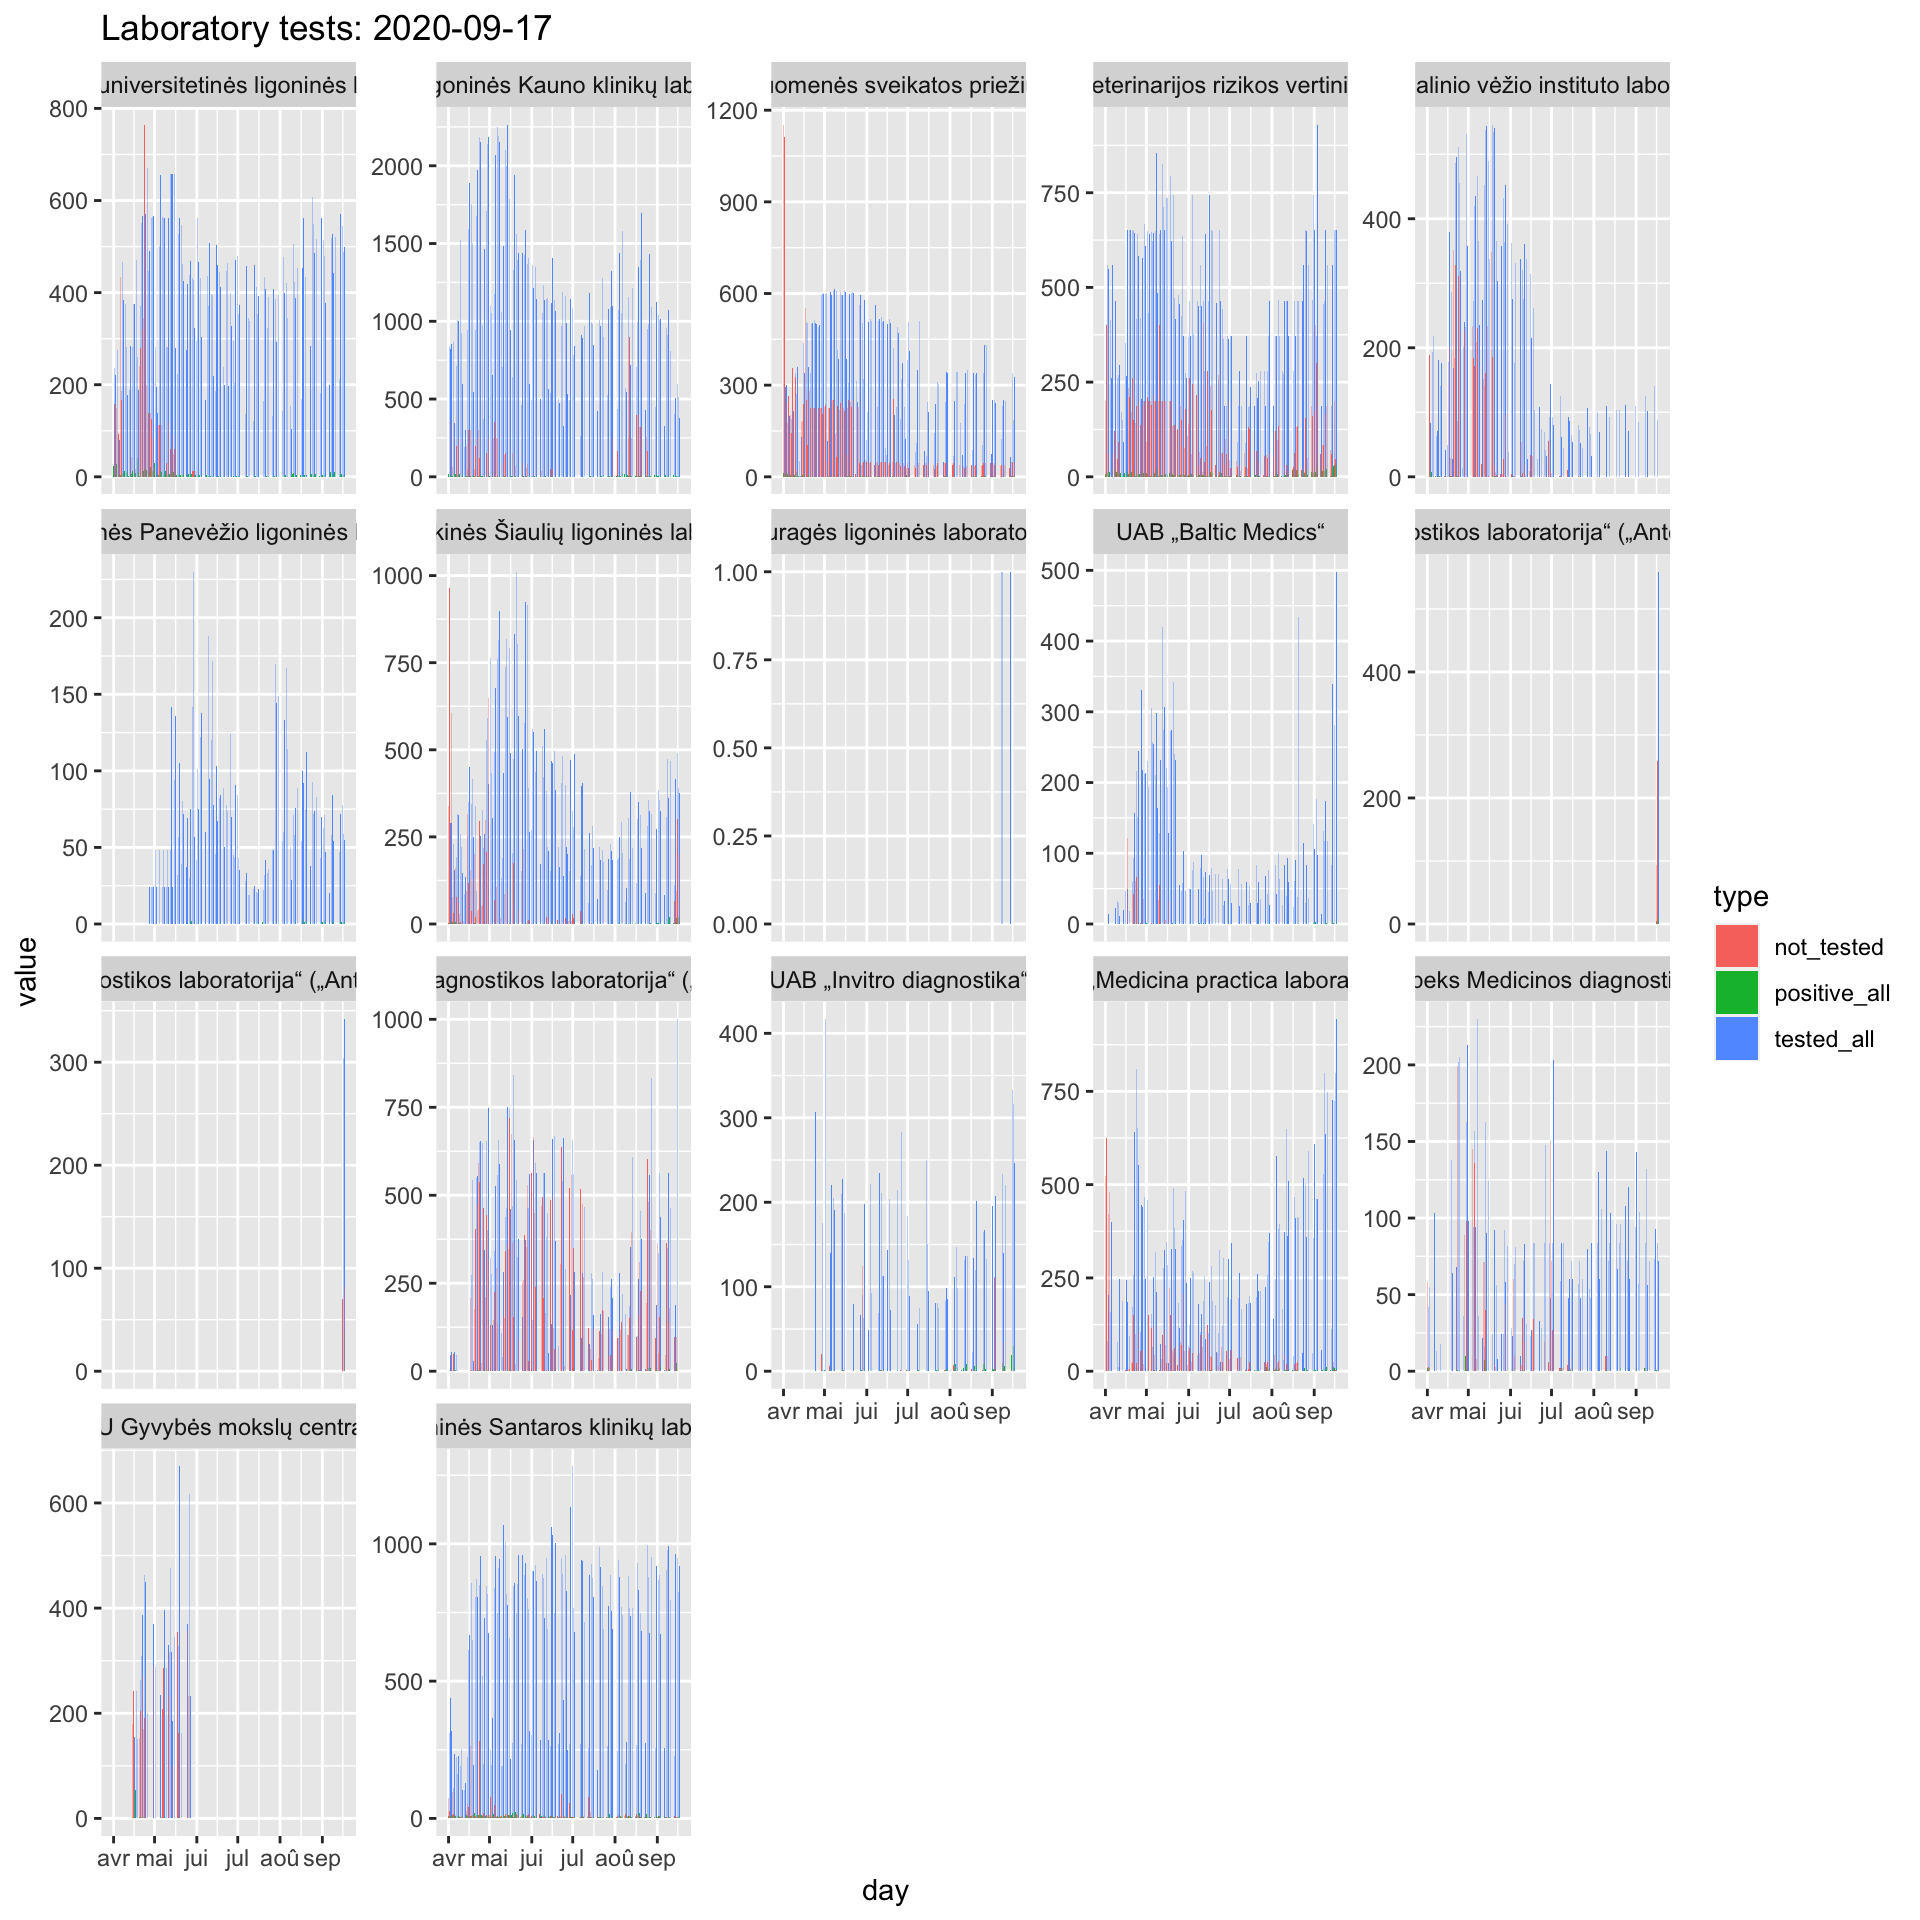 Laboratory tests: 2020-09-17
universitetinės ligoninės
goninės Kauno klinikų lab
omenės sveikatos prieži
eterinarijos rizikos vertini
alinio vėžio instituto labo
800
600
400
200
0
2000
1500
1000
500
0
1200
900
600
300
0
750
500
250
0
400
200
0
nės Panevėžio ligoninės
kinės Šiaulių ligoninės lab
uragės ligoninės laborato
UAB „Baltic Medics“
ostikos laboratorija“ („Ant
200
150
100
50
0
1000
750
500
250
0
1.00
0.75
0.50
0.25
0.00
500
400
300
200
100
0
400
200
0
ostikos laboratorija“ („Ant
agnostikos laboratorija“ („
UAB „Invitro diagnostika“
„Medicina practica labora
beks Medicinos diagnosti
300
200
100
0
1000
750
500
250
0
400
300
200
100
0
750
500
250
0
200
150
100
50
0
avr mai jui jul aoû sep
avr mai jui jul aoû sep
avr mai jui jul aoû sep
U Gyvybės mokslų centra
ninės Santaros klinikų lab
600
400
200
0
1000
500
0
avr mai jui jul aoû sep
avr mai jui jul aoû sep
value
day
type
not_tested
positive_all
tested_all